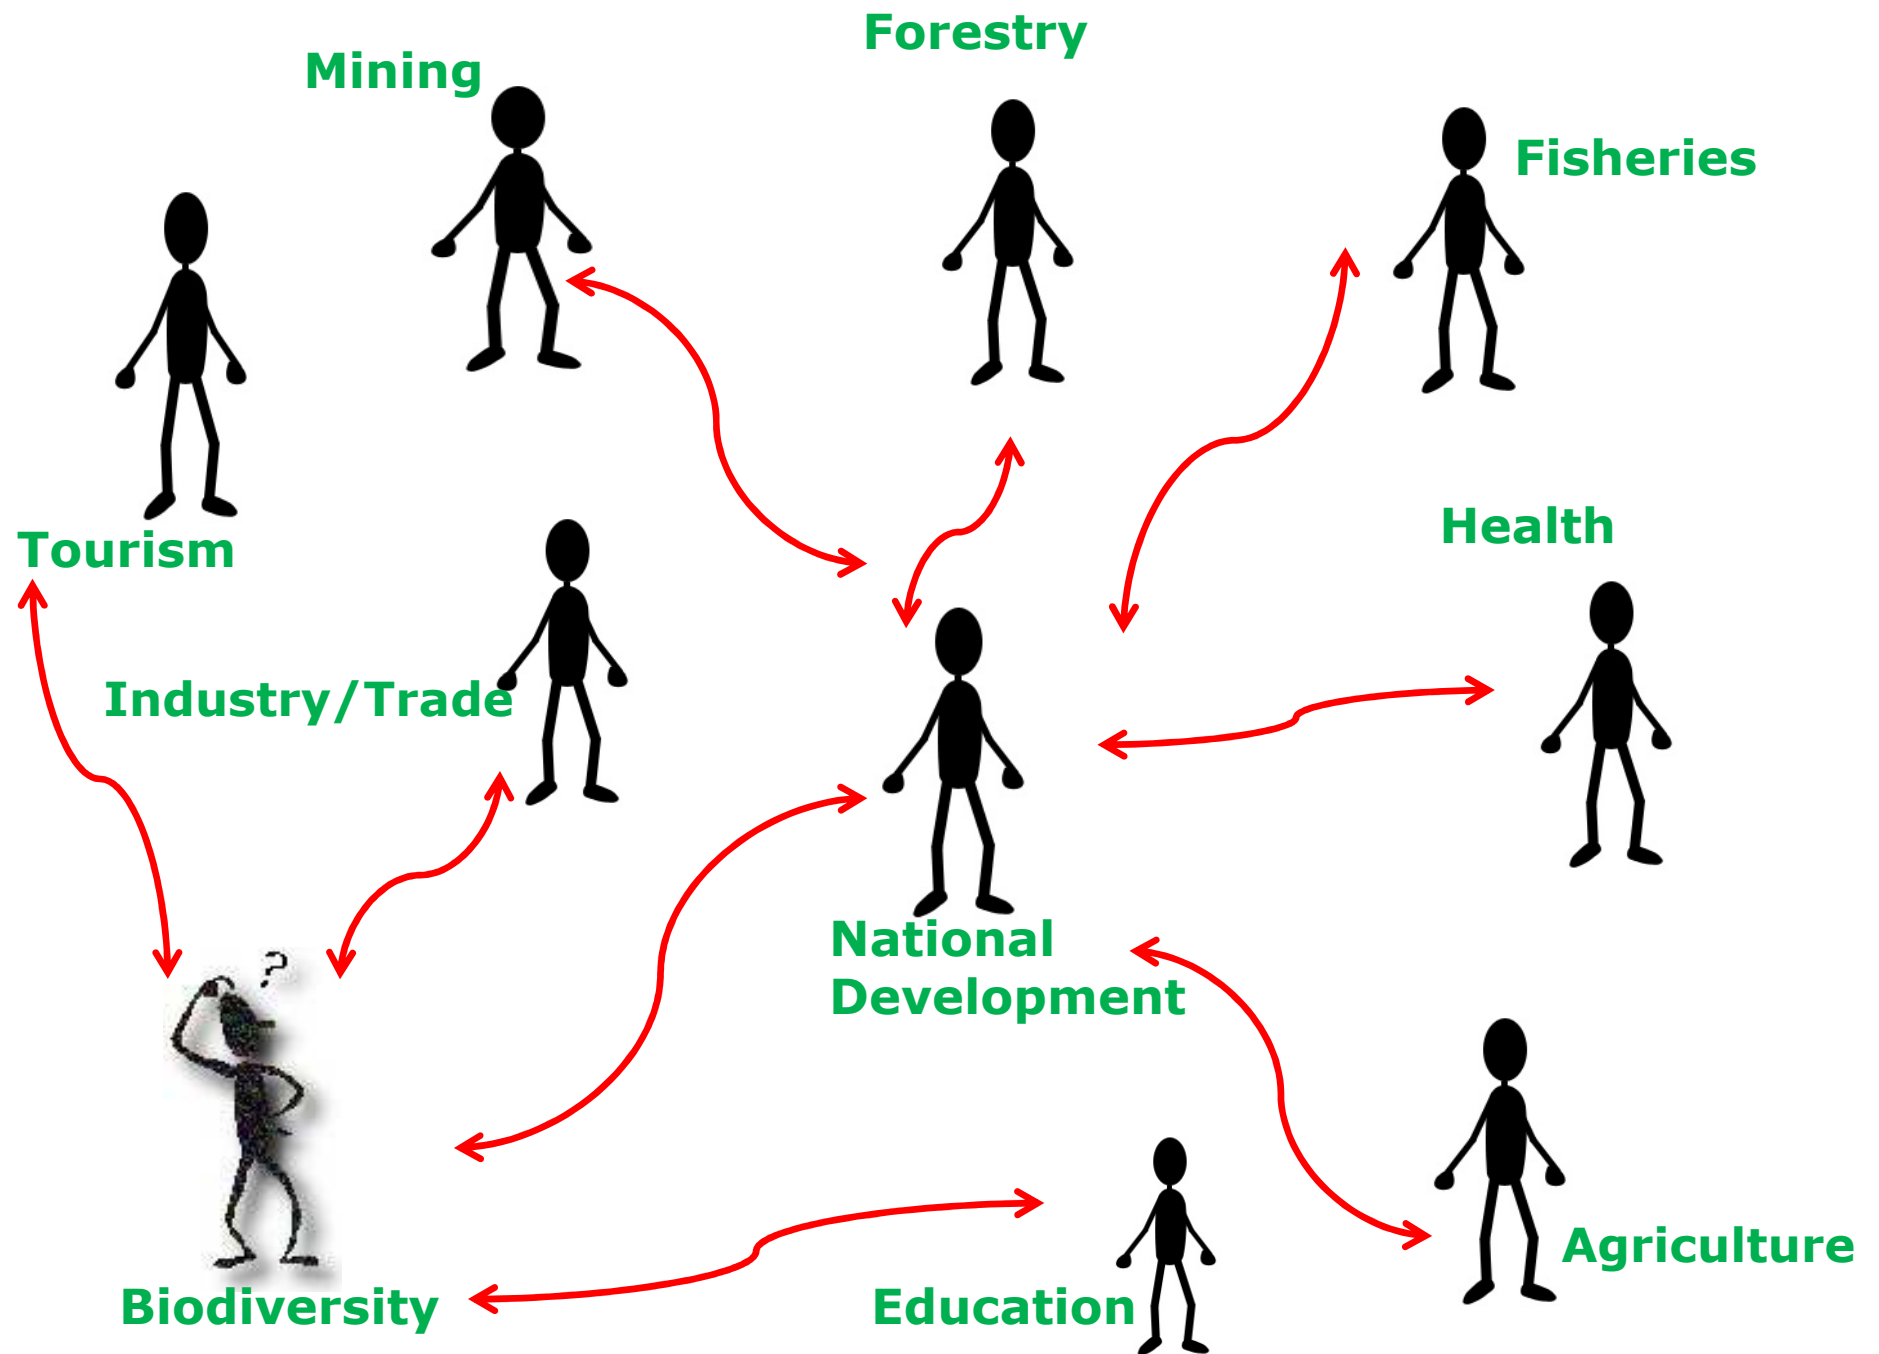 Forestry
Mining
Fisheries
Health
Tourism
Industry/Trade
National
Development
?
Agriculture
Biodiversity
Education